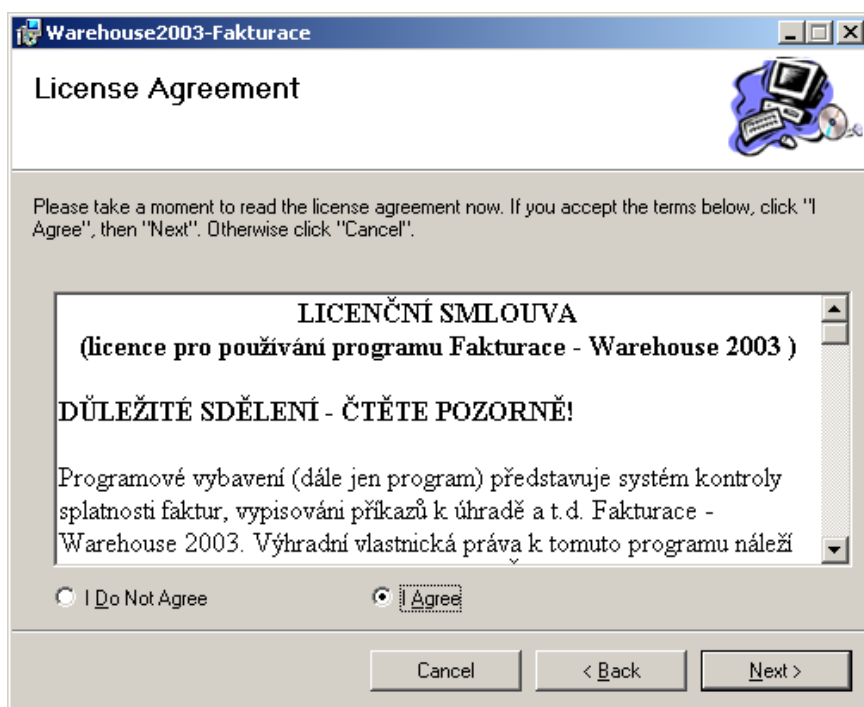 Warehouse2003-Fakturace
License Agreement
Please take a moment to read the license agreement now. If you accept the terms below, click "I
Agree", then "Next". Otherwise click "Cancel".
LICENČNÍ SMLOUVA
(licence pro používání programu Fakturace - Warehouse 2003 )
DŮLEŽITÉ SDĚLENÍ - ČTĚTE POZORNĚ!
Programové vybavení (dále jen program) představuje systém kontroly
splatnosti faktur, vypisováni příkazů k úhradě a t.d. Fakturace -
Warehouse 2003. Výhradní vlastnická práva k tomuto programu náleží
I Do Not Agree
I Agree
Cancel
< Back
Next >